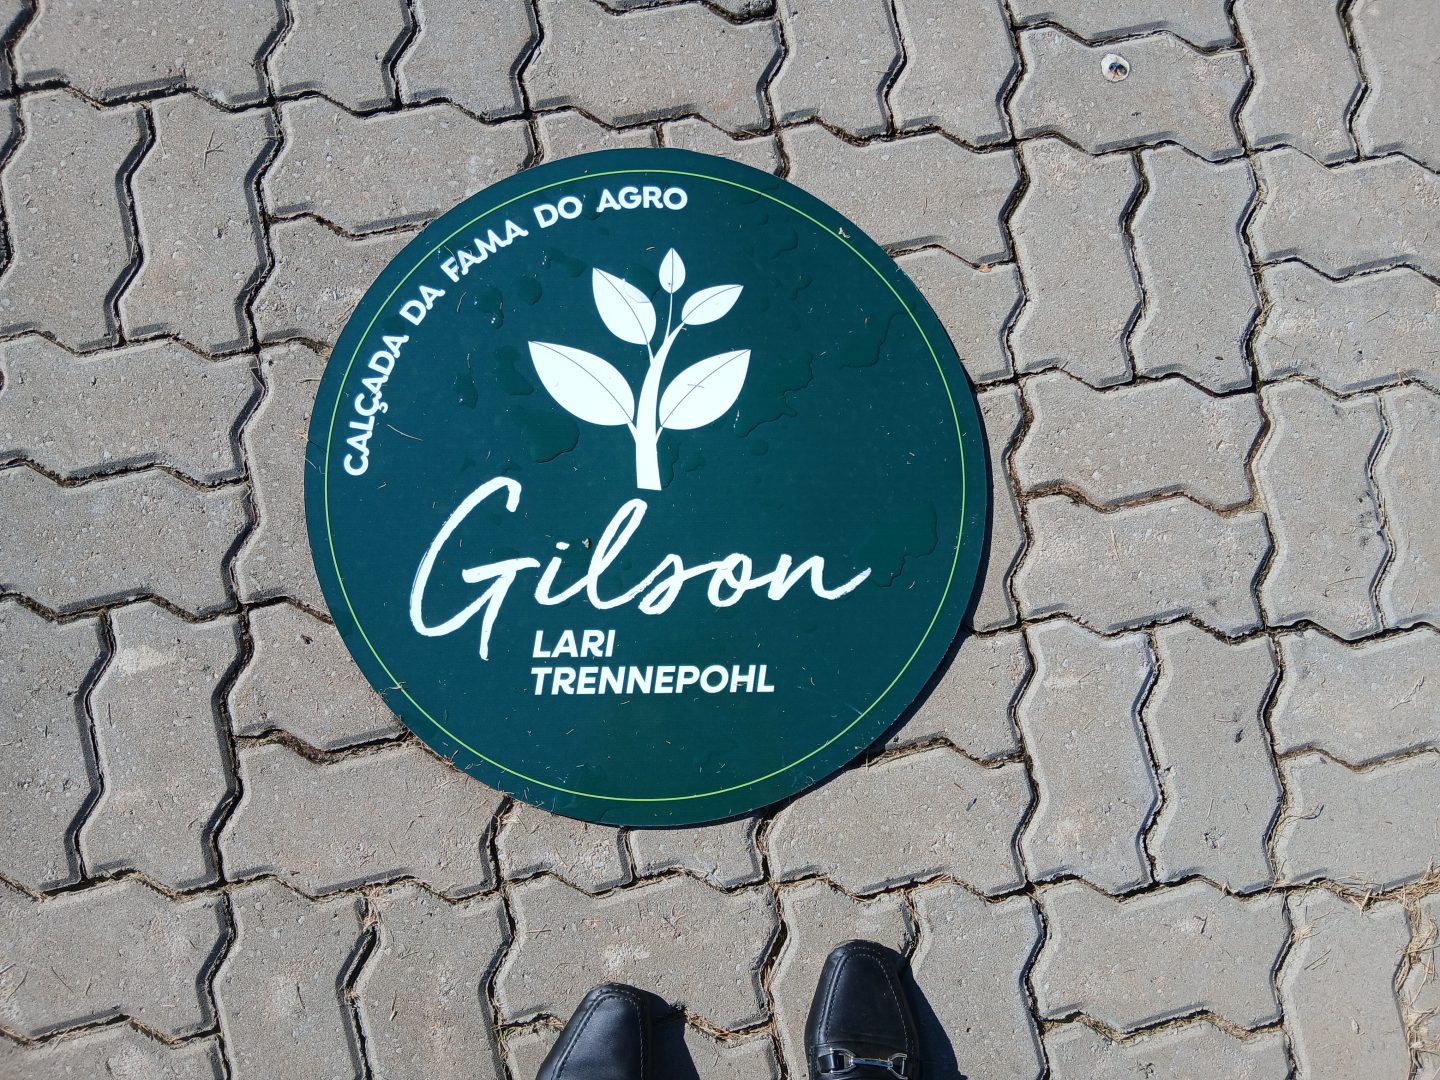 CALÇADA DA FAMA DO AGRO
Gilson
LARI
TRENNEPOHL